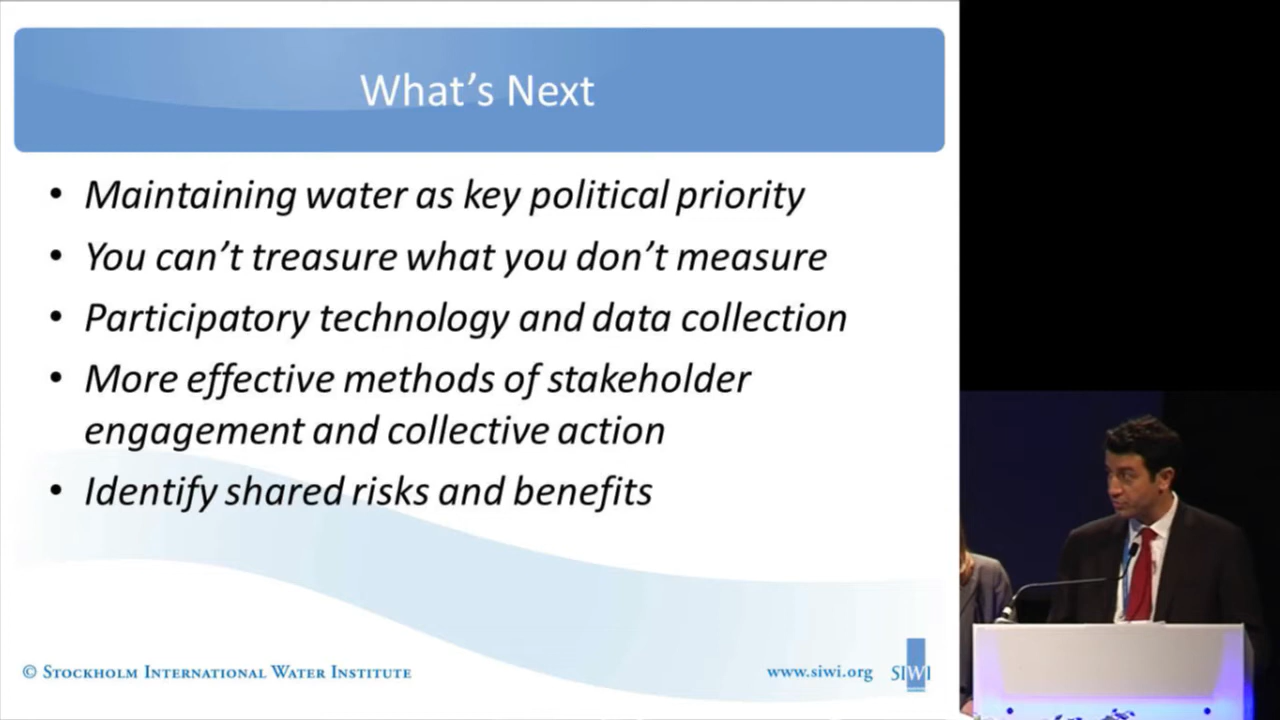 What's Next
• Maintaining water as key political priority
• You can't treasure what you don't measure
• Participatory technology and data collection
• More effective methods of stakeholder
engagement and collective action
• Identify shared risks and benefits
© Stockholm International Water Institute
www.siwi.org
SIWI